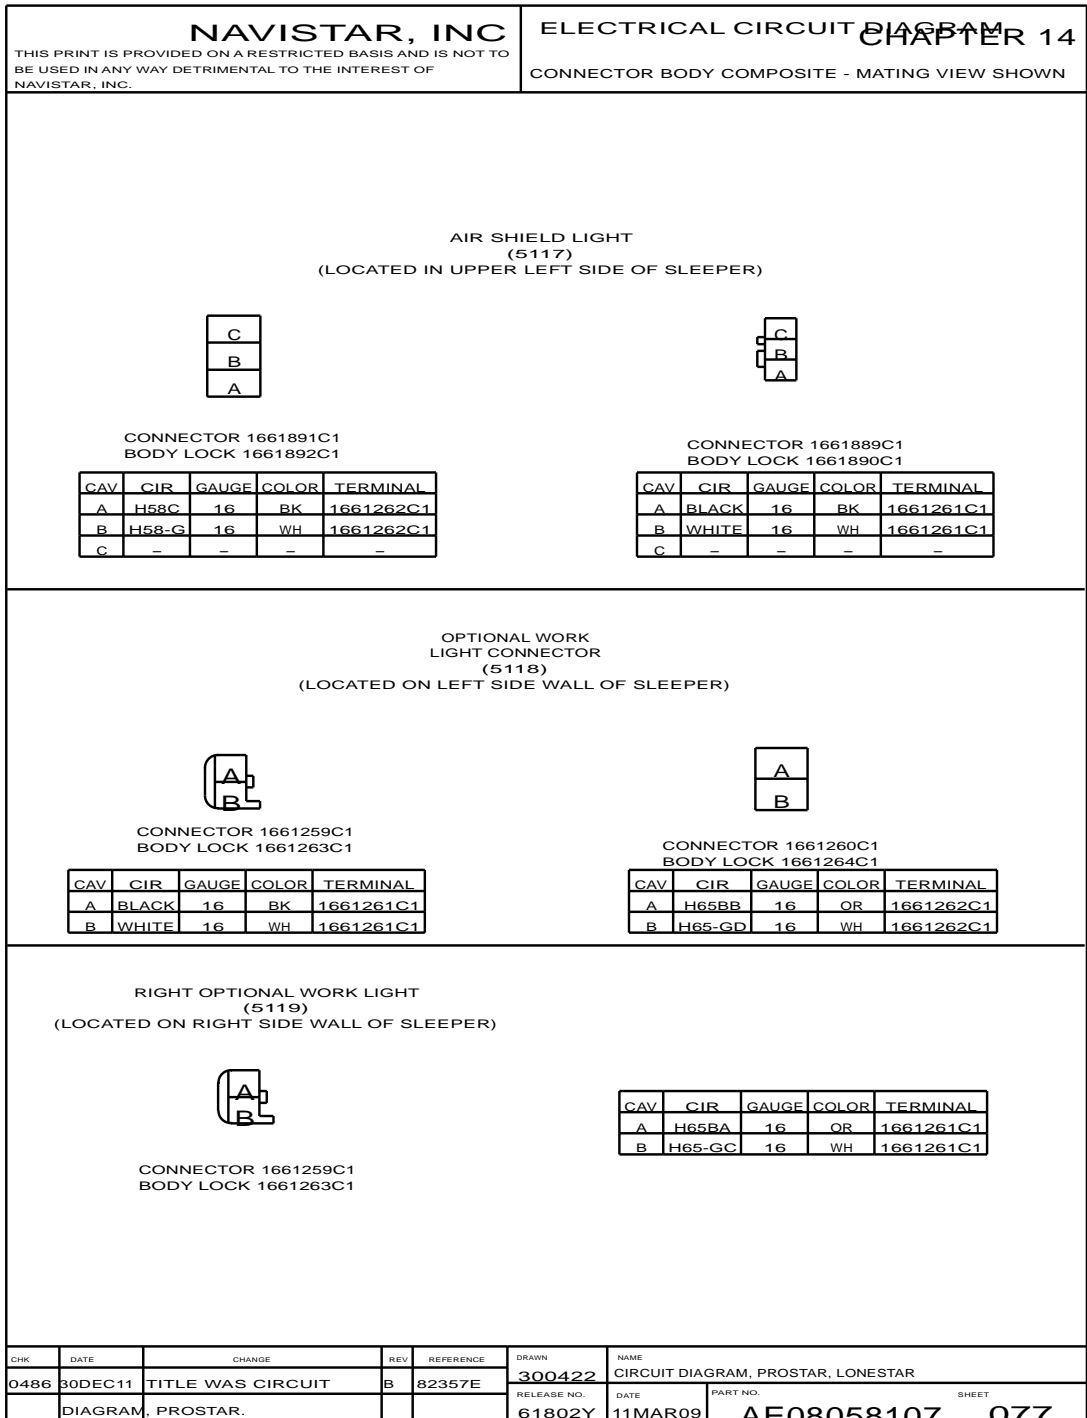 NAVISTAR, INC
THIS PRINT IS PROVIDED ON A RESTRICTED BASIS AND IS NOT TO
BE USED IN ANY WAY DETRIMENTAL TO THE INTEREST OF
NAVISTAR, INC.
ELECTRICAL CIRCUIT DIAGRAM
CHAPTER 14
CONNECTOR BODY COMPOSITE - MATING VIEW SHOWN
AIR SHIELD LIGHT
(5117)
(LOCATED IN UPPER LEFT SIDE OF SLEEPER)
C
B
A
CONNECTOR 1661891C1
BODY LOCK 1661892C1
CAV CIR GAUGE COLOR TERMINAL
A H58C 16 BK 1661262C1
B H58-G 16 WH 1661262C1
C – – – –
C
B
A
CONNECTOR 1661889C1
BODY LOCK 1661890C1
CAV CIR GAUGE COLOR TERMINAL
A BLACK 16 BK 1661261C1
B WHITE 16 WH 1661261C1
C – – – –
OPTIONAL WORK
LIGHT CONNECTOR
(5118)
(LOCATED ON LEFT SIDE WALL OF SLEEPER)
A
B
CONNECTOR 1661259C1
BODY LOCK 1661263C1
CAV CIR GAUGE COLOR TERMINAL
A BLACK 16 BK 1661261C1
B WHITE 16 WH 1661261C1
A
B
CONNECTOR 1661260C1
BODY LOCK 1661264C1
CAV CIR GAUGE COLOR TERMINAL
A H65BB 16 OR 1661262C1
B H65-GD 16 WH 1661262C1
RIGHT OPTIONAL WORK LIGHT
(5119)
(LOCATED ON RIGHT SIDE WALL OF SLEEPER)
A
B
CONNECTOR 1661259C1
BODY LOCK 1661263C1
CAV CIR GAUGE COLOR TERMINAL
A H65BA 16 OR 1661261C1
B H65-GC 16 WH 1661261C1
CHK DATE CHANGE REV REFERENCE
0486 30DEC11 TITLE WAS CIRCUIT B 82357E
DIAGRAM, PROSTAR.
DRAWN
300422
NAME
CIRCUIT DIAGRAM, PROSTAR, LONESTAR
RELEASE NO.
61802Y
DATE
11MAR09
PART NO.
AE08058107
SHEET
077